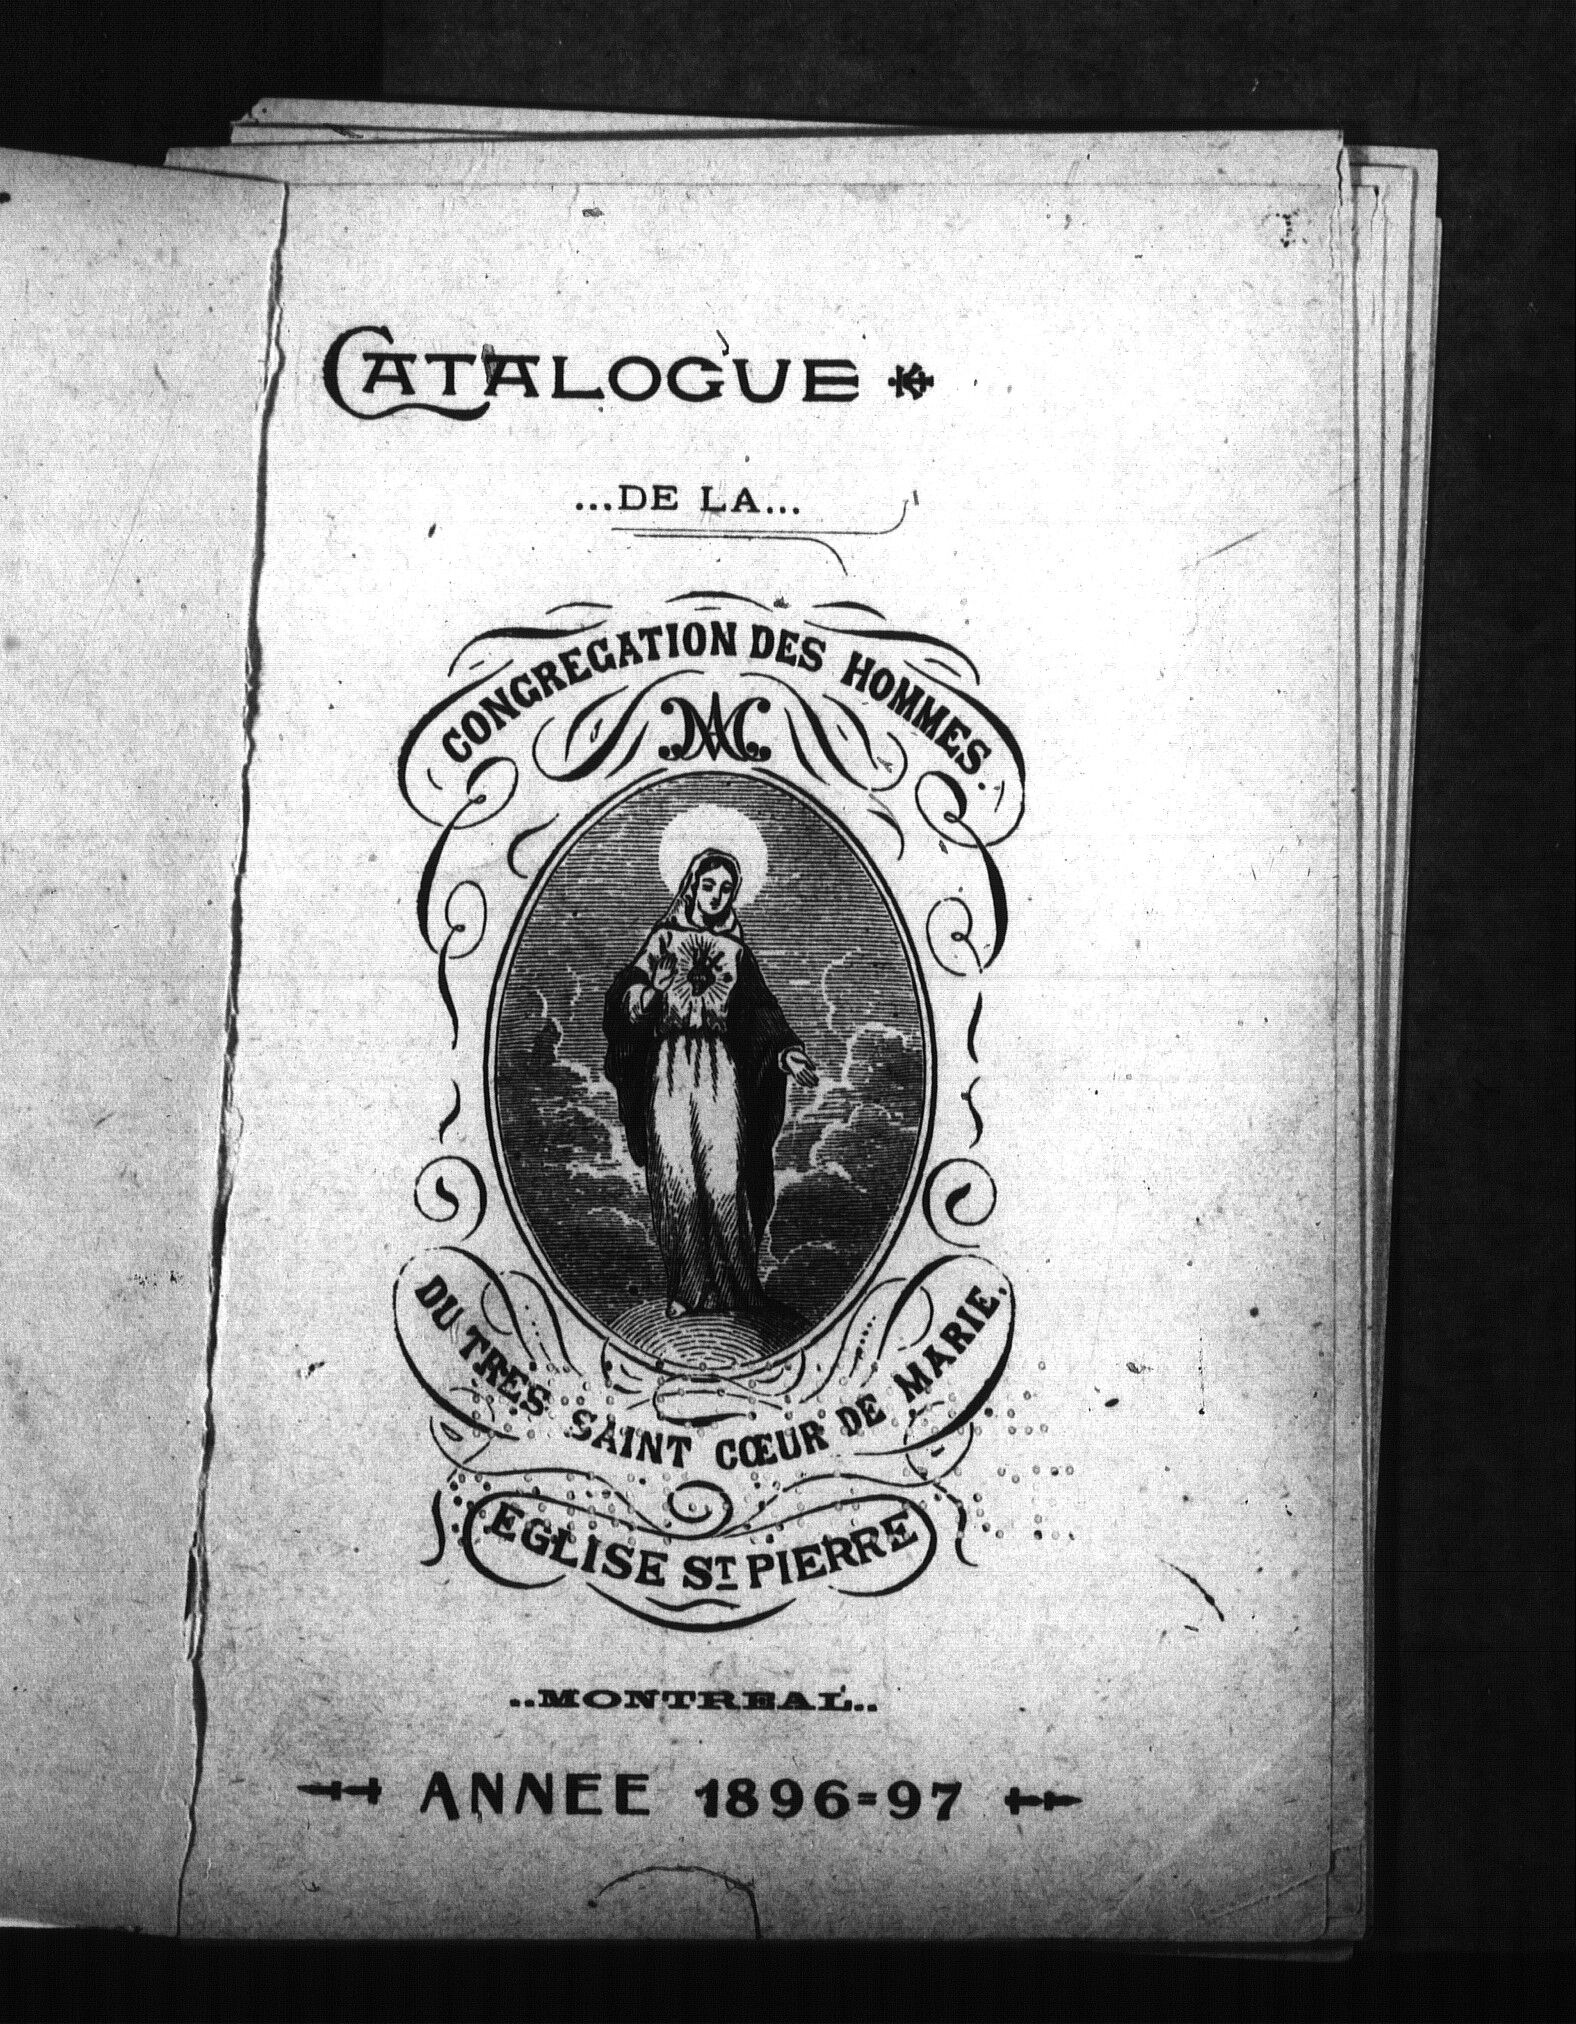 CATALOGUE
...DE LA...
CONGREGATION DES HOMMES.
DU TRES SAINT CŒUR DE MARIE.
EGLISE ST PIERRE
..MONTREAL..
ANNEE 1896=97